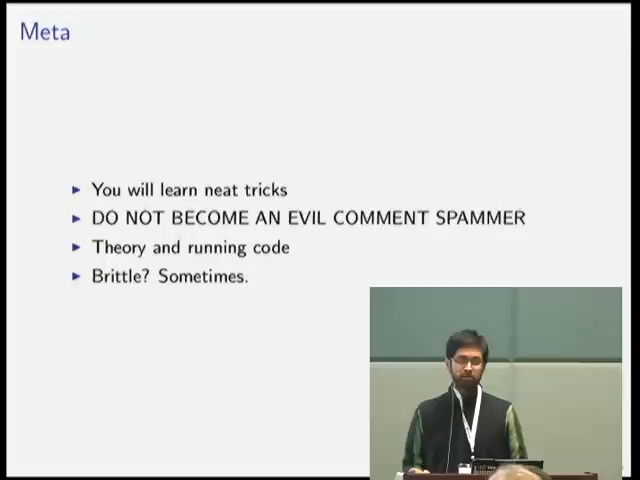 Meta
You will learn neat tricks
DO NOT BECOME AN EVIL COMMENT SPAMMER
Theory and running code
Brittle? Sometimes.